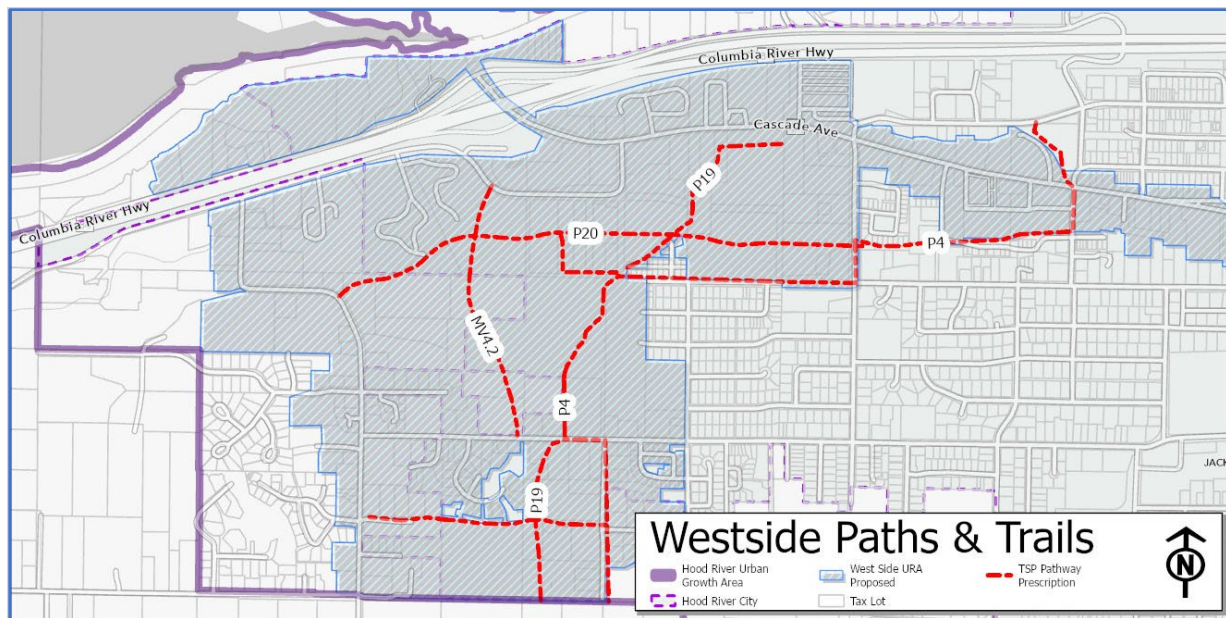 Columbia River Hwy
Cascade Ave
P19
Columbia River Hwy
P20
P4
MV4.2
P4
JACK
P19
Westside Paths & Trails
Hood River Urban
Growth Area
West Side URA
Proposed
TSP Pathway
Prescription
Hood River City
Tax Lot
N